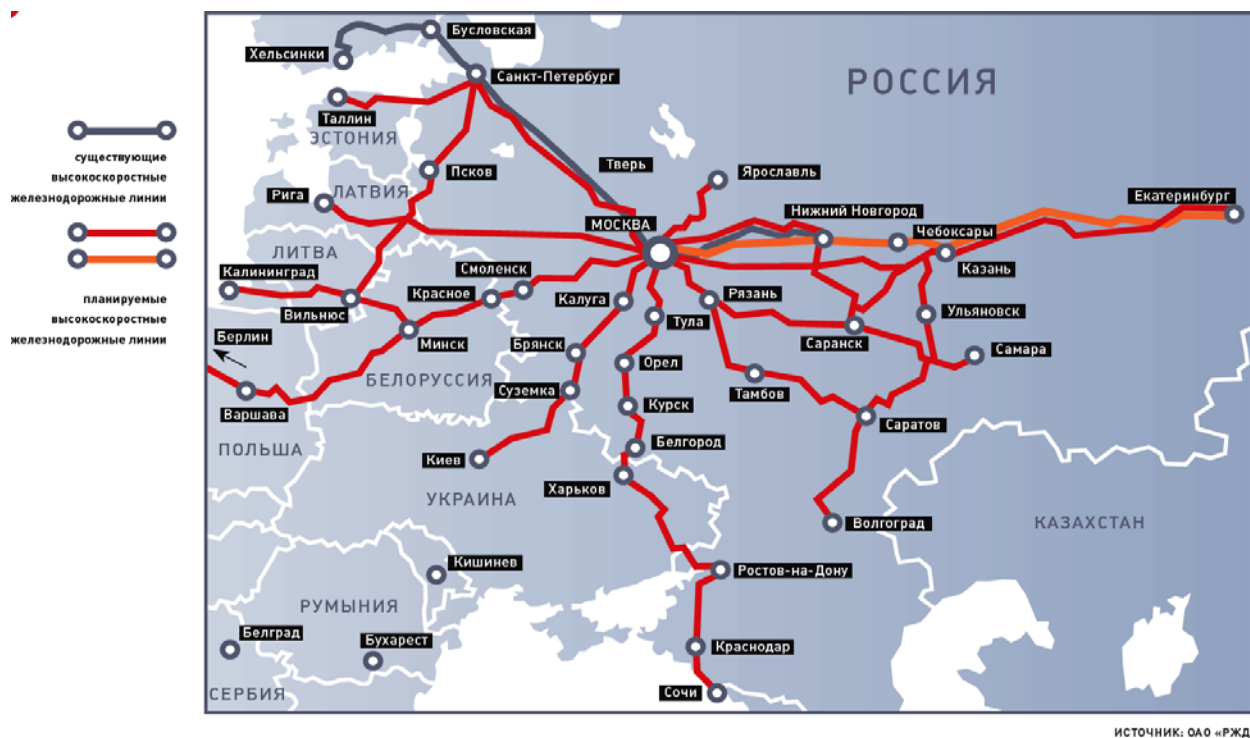 Бусловская
Хельсинки
Санкт-Петербург
РОССИЯ
Таллин
ЭСТОНИЯ
существующие
высокоскоростные
железнодорожные линии
Псков
Тверь
Ярославль
Рига
ЛАТВИЯ
Екатеринбург
МОСКВА
Нижний Новгород
Чебоксары
ЛИТВА
Казань
Калининград
Смоленск
Красное
Калуга
Рязань
планируемые
высокоскоростные
железнодорожные линии
Вильнюс
Тула
Ульяновск
Берлин
Минск
Саранск
Самара
Брянск
Орел
БЕЛОРУССИЯ
Суземка
Тамбов
Варшава
Курск
Саратов
ПОЛЬША
Белгород
Киев
Харьков
УКРАИНА
Волгоград
КАЗАХСТАН
Кишинев
Ростов-на-Дону
РУМЫНИЯ
Белград
Бухарест
Краснодар
СЕРБИЯ
Сочи
ИСТОЧНИК: ОАО «РЖД